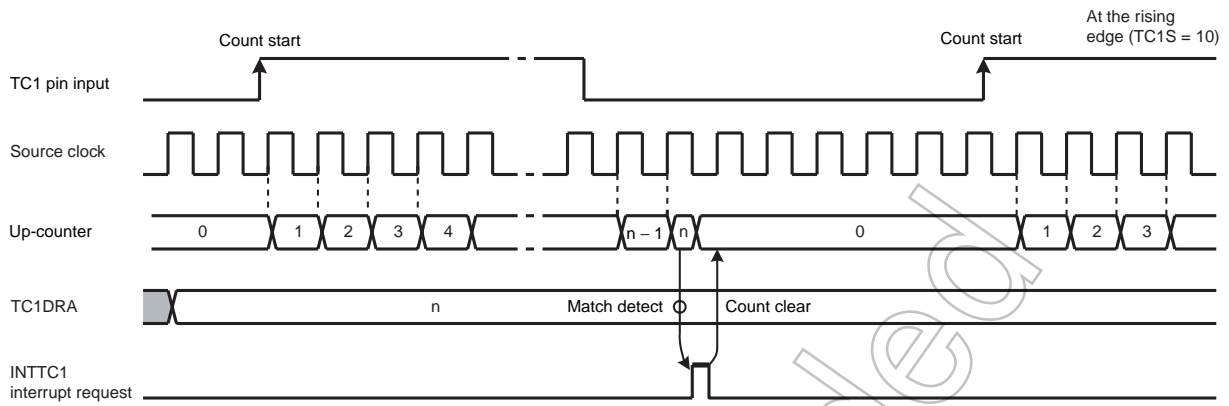 At the rising
edge (TC1S = 10)
Count start
Count start
TC1 pin input
Source clock
Up-counter 0 1 2 3 4 n – 1 n 0 1 2 3
TC1DRA n Match detect Count clear
INTTC1
interrupt request